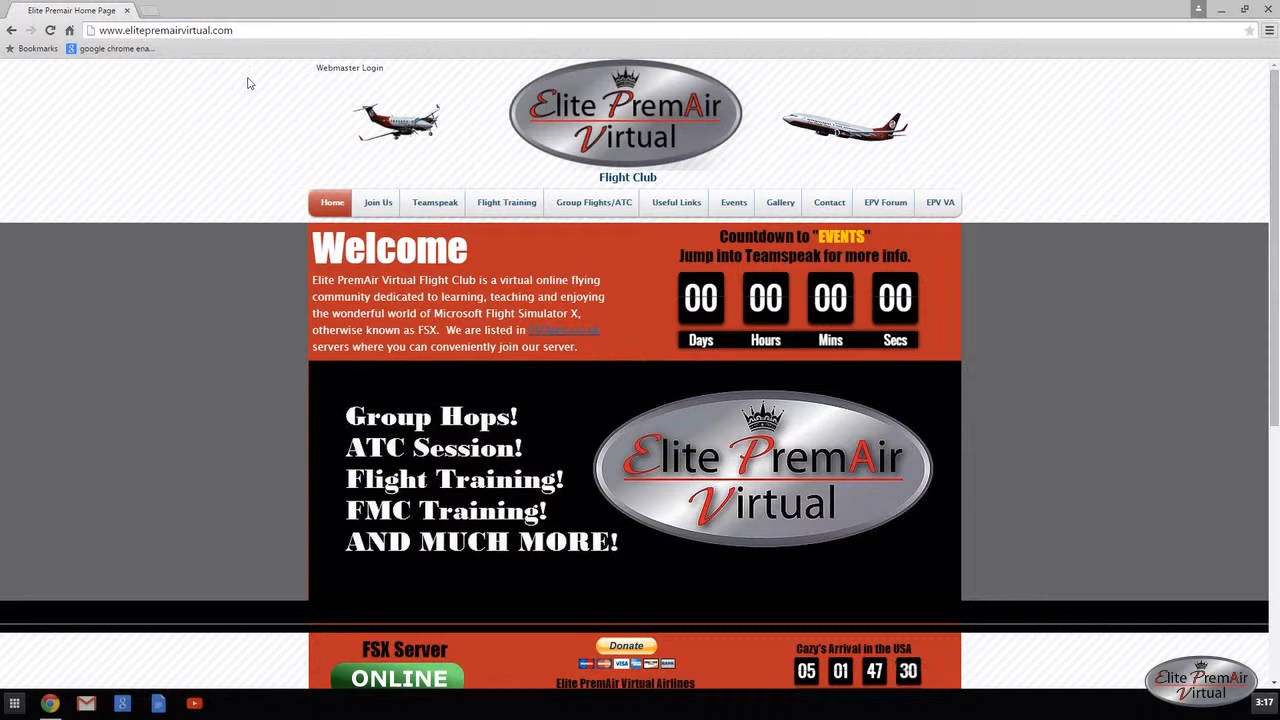 Elite Premair Home Page
www.elitepremairvirtual.com
Bookmarks
google chrome ena...
Webmaster Login
Elite PremAir
Virtual
Flight Club
Home
Join Us
Teamspeak
Flight Training
Group Flights/ATC
Useful Links
Events
Gallery
Contact
EPV Forum
EPV VA
Welcome
Elite PremAir Virtual Flight Club is a virtual online flying
community dedicated to learning, teaching and enjoying
the wonderful world of Microsoft Flight Simulator X,
otherwise known as FSX. We are listed in
servers where you can conveniently join our server.
Countdown to "EVENTS"
Jump into Teamspeak for more info.
00 00 00 00
Days Hours Mins Secs
Group Hops!
ATC Session!
Flight Training!
FMC Training!
AND MUCH MORE!
Elite PremAir
Virtual
FSX Server
ONLINE
Donate
VISA
BANK
Elite PremAir Virtual Airlines
Cazy's Arrival in the USA
05 01 47 30
Elite PremAir
Virtual
3:17